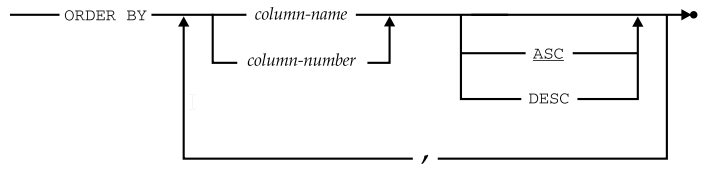 ORDER BY column-name
column-number
ASC
DESC
,